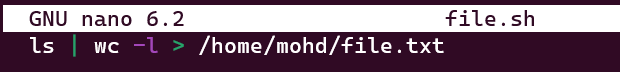 GNU nano 6.2 file.sh
ls | wc -l > /home/mohd/file.txt